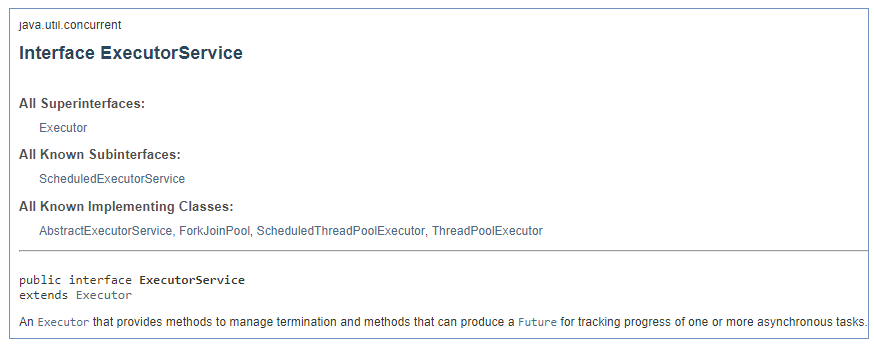 java.util.concurrent
Interface ExecutorService
All Superinterfaces:
Executor
All Known Subinterfaces:
ScheduledExecutorService
All Known Implementing Classes:
AbstractExecutorService, ForkJoinPool, ScheduledThreadPoolExecutor, ThreadPoolExecutor
public interface ExecutorService
extends Executor
An Executor that provides methods to manage termination and methods that can produce a Future for tracking progress of one or more asynchronous tasks.